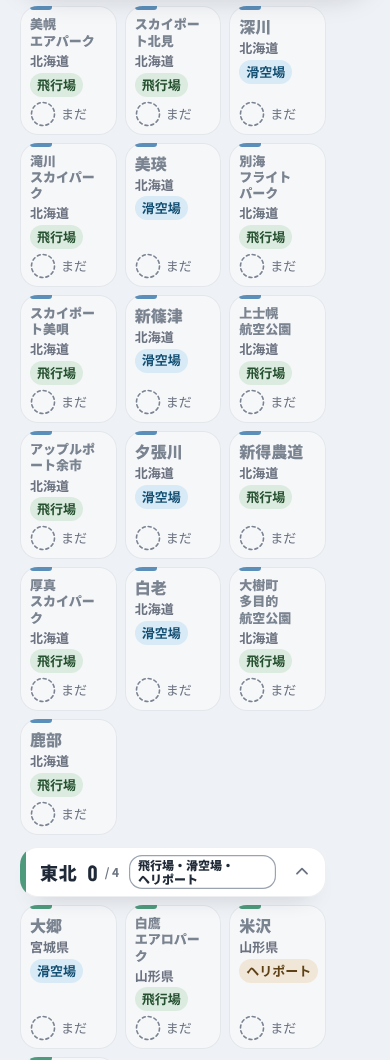 美幌
エアパーク
北海道
飛行場
まだ
スカイポー
ト北見
北海道
飛行場
まだ
深川
北海道
滑空場
まだ
滝川
スカイパー
ク
北海道
飛行場
まだ
美瑛
北海道
滑空場
まだ
別海
フライト
パーク
北海道
飛行場
まだ
スカイポー
ト美唄
北海道
飛行場
まだ
新篠津
北海道
滑空場
まだ
上士幌
航空公園
北海道
飛行場
まだ
アップルポ
ート余市
北海道
飛行場
まだ
夕張川
北海道
滑空場
まだ
新得農道
北海道
飛行場
まだ
厚真
スカイパー
ク
北海道
飛行場
まだ
白老
北海道
滑空場
まだ
大樹町
多目的
航空公園
北海道
飛行場
まだ
鹿部
北海道
飛行場
まだ
東北 0 / 4
飛行場・滑空場・
ヘリポート
大郷
宮城県
滑空場
まだ
白鷹
エアロパー
ク
山形県
飛行場
まだ
米沢
山形県
ヘリポート
まだ